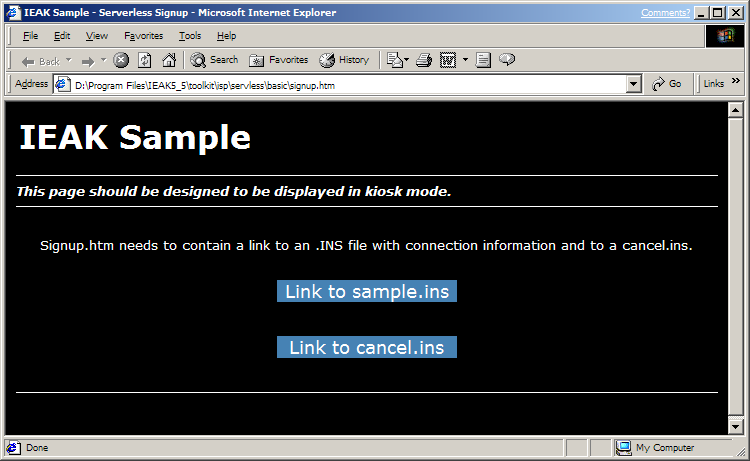 IEAK Sample - Serverless Signup - Microsoft Internet Explorer Comments?
File Edit View Favorites Tools Help
Back Search Favorites History
Address D:\Program Files\IEAK5_5\toolkit\isp\servless\basic\signup.htm Go Links »
IEAK Sample
This page should be designed to be displayed in kiosk mode.
Signup.htm needs to contain a link to an .INS file with connection information and to a cancel.ins.
Link to sample.ins
Link to cancel.ins
Done My Computer